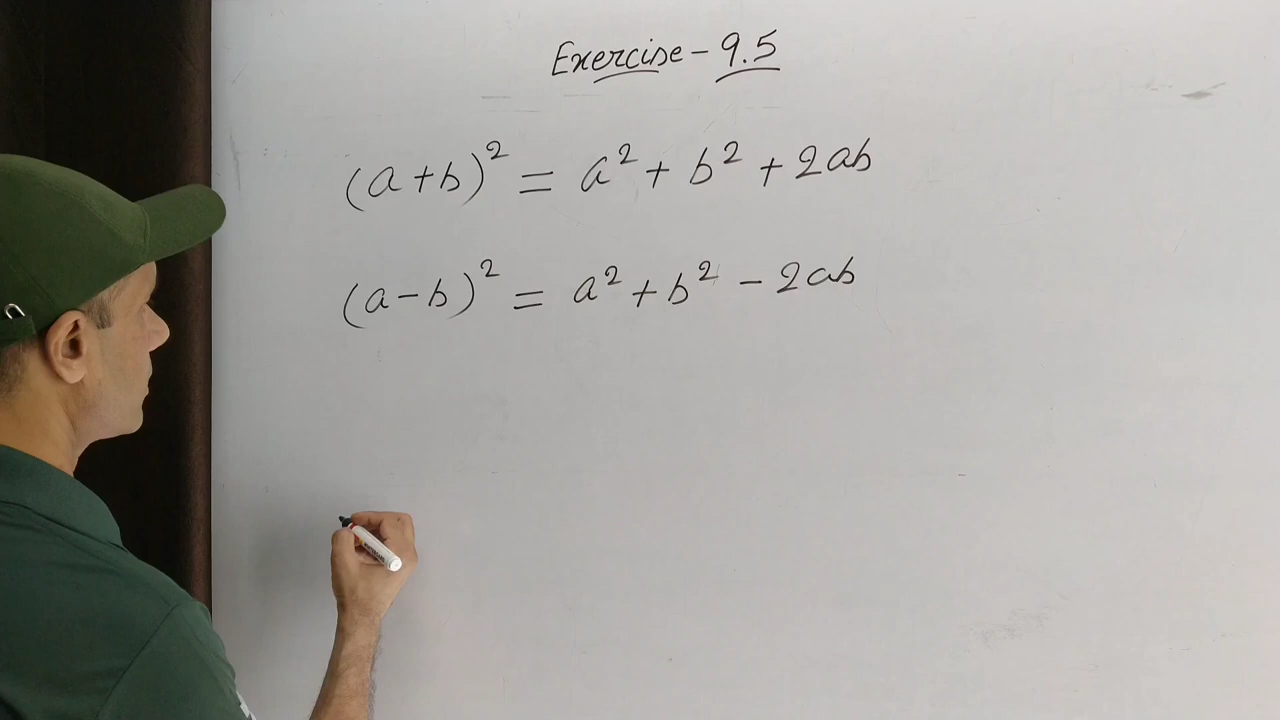 Exercise - 9.5
(a+b)² = a² + b² + 2ab
(a-b)² = a² + b² - 2ab